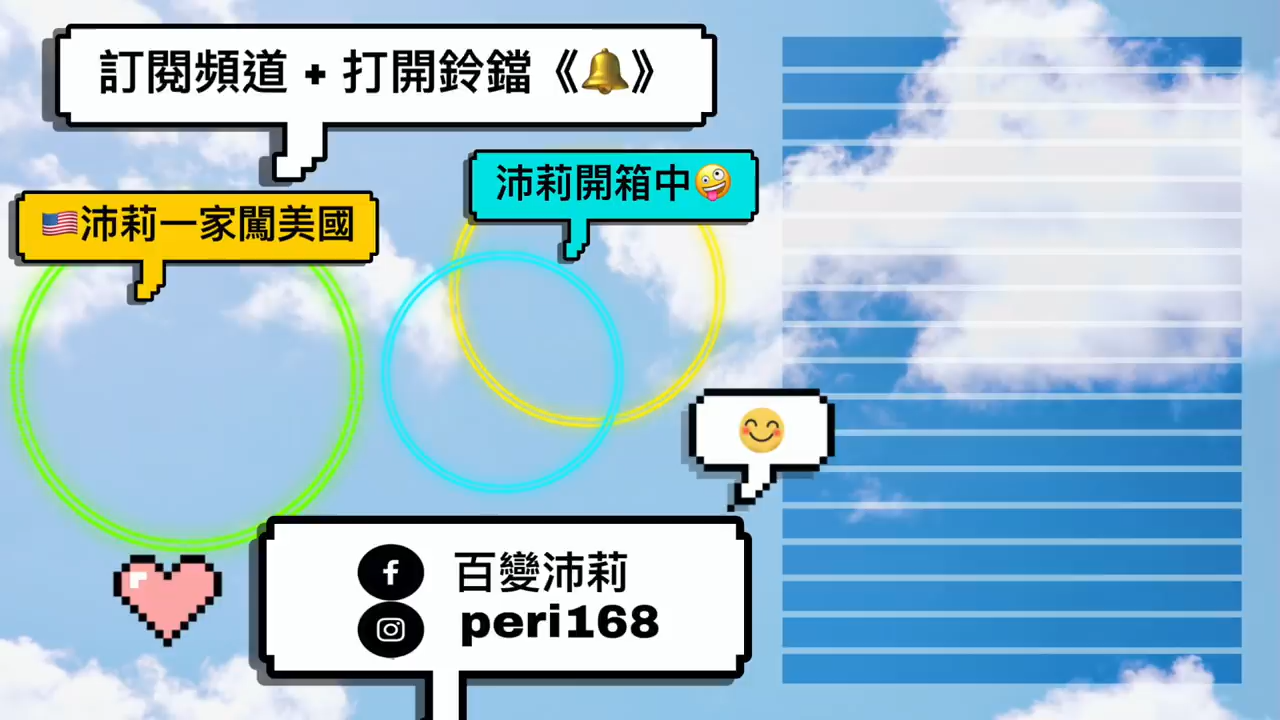 訂閱頻道 + 打開鈴鐺《🔔》
沛莉開箱中🤪
🇺🇸沛莉一家闖美國
😊
百變沛莉
peri168